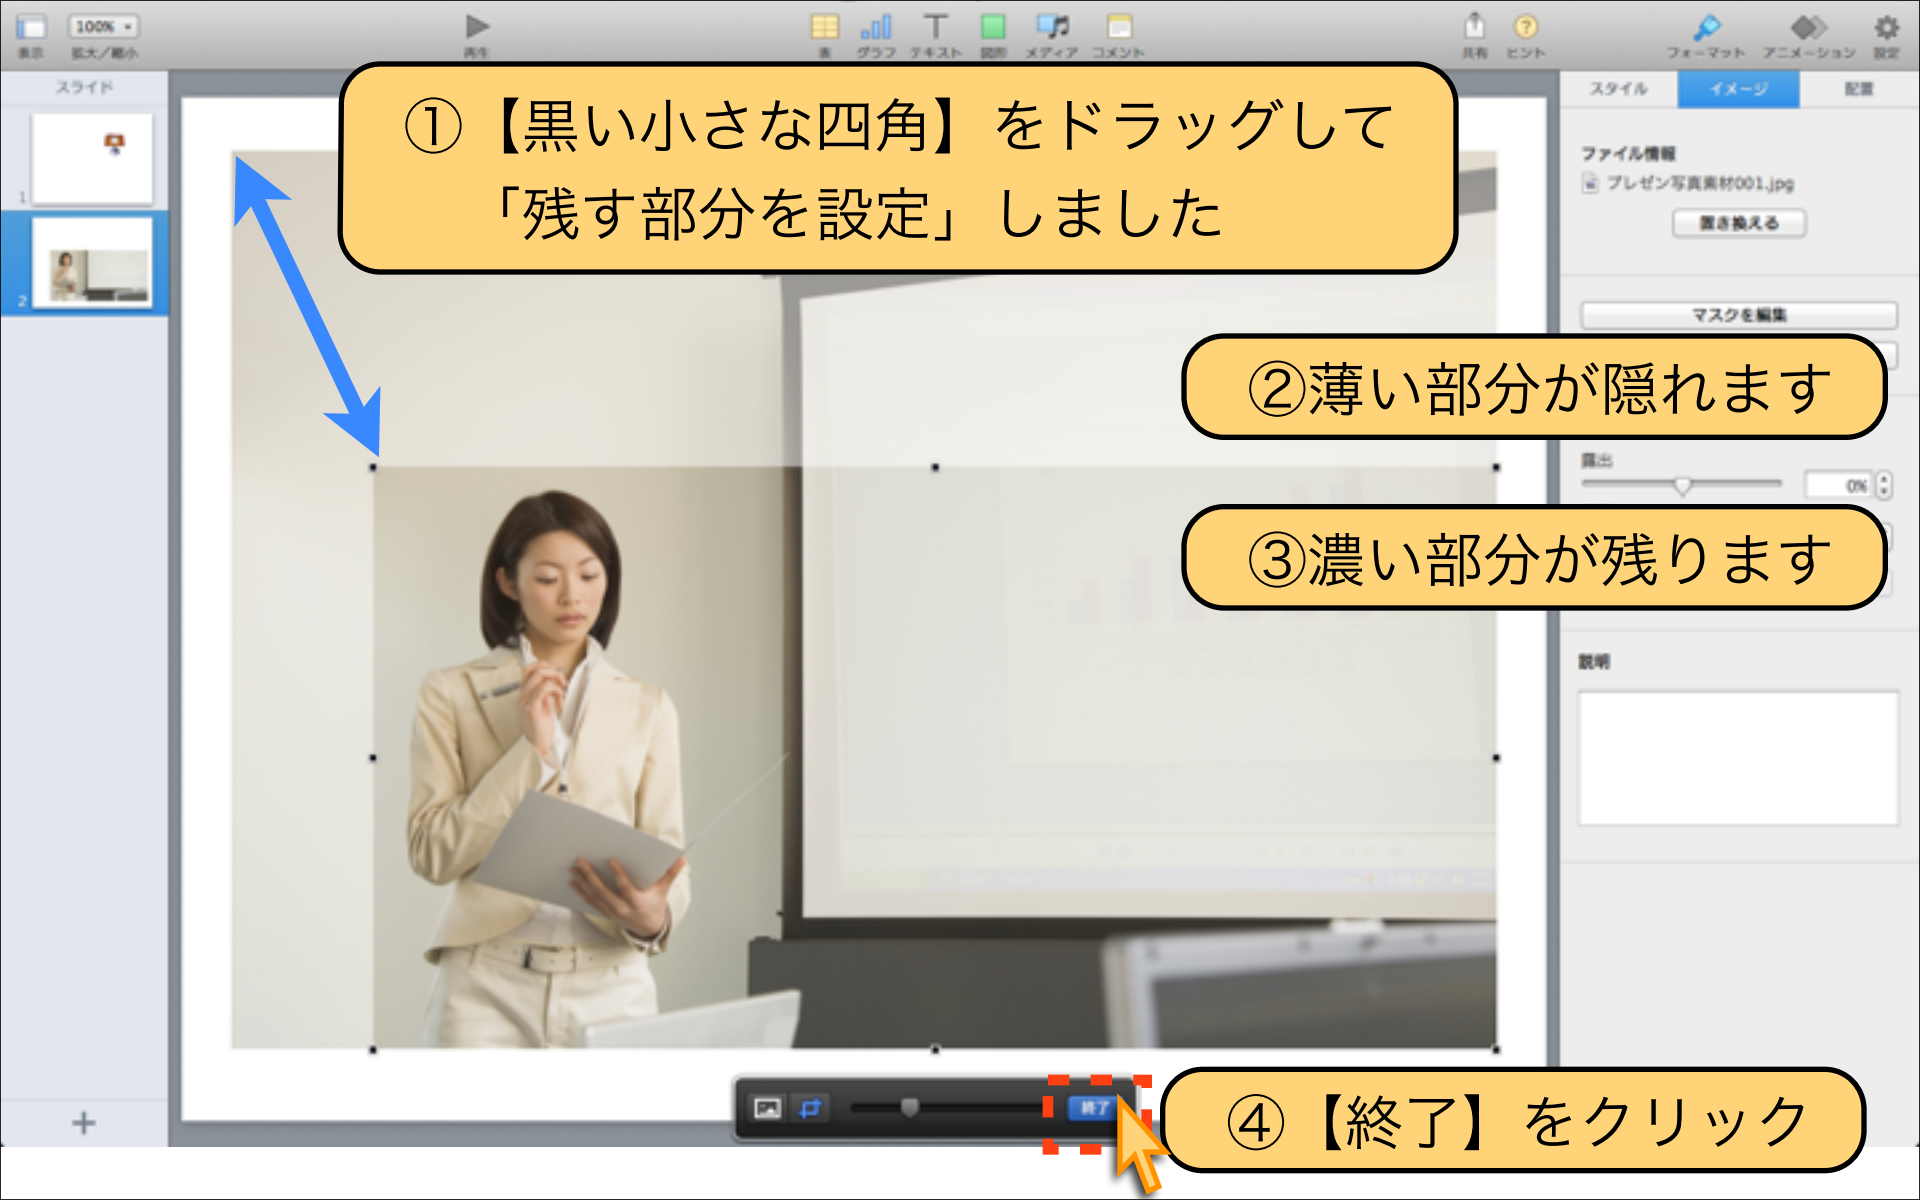 100%
表示
拡大／縮小
再生
表
グラフ
テキスト
図形
メディア
コメント
共有
ヒント
フォーマット
アニメーション
設定
スライド
1
2
①【黒い小さな四角】をドラッグして
「残す部分を設定」しました
スタイル
イメージ
配置
ファイル情報
プレゼン写真素材001.jpg
置き換える
マスクを編集
②薄い部分が隠れます
露出
0%
③濃い部分が残ります
説明
終了
④【終了】をクリック